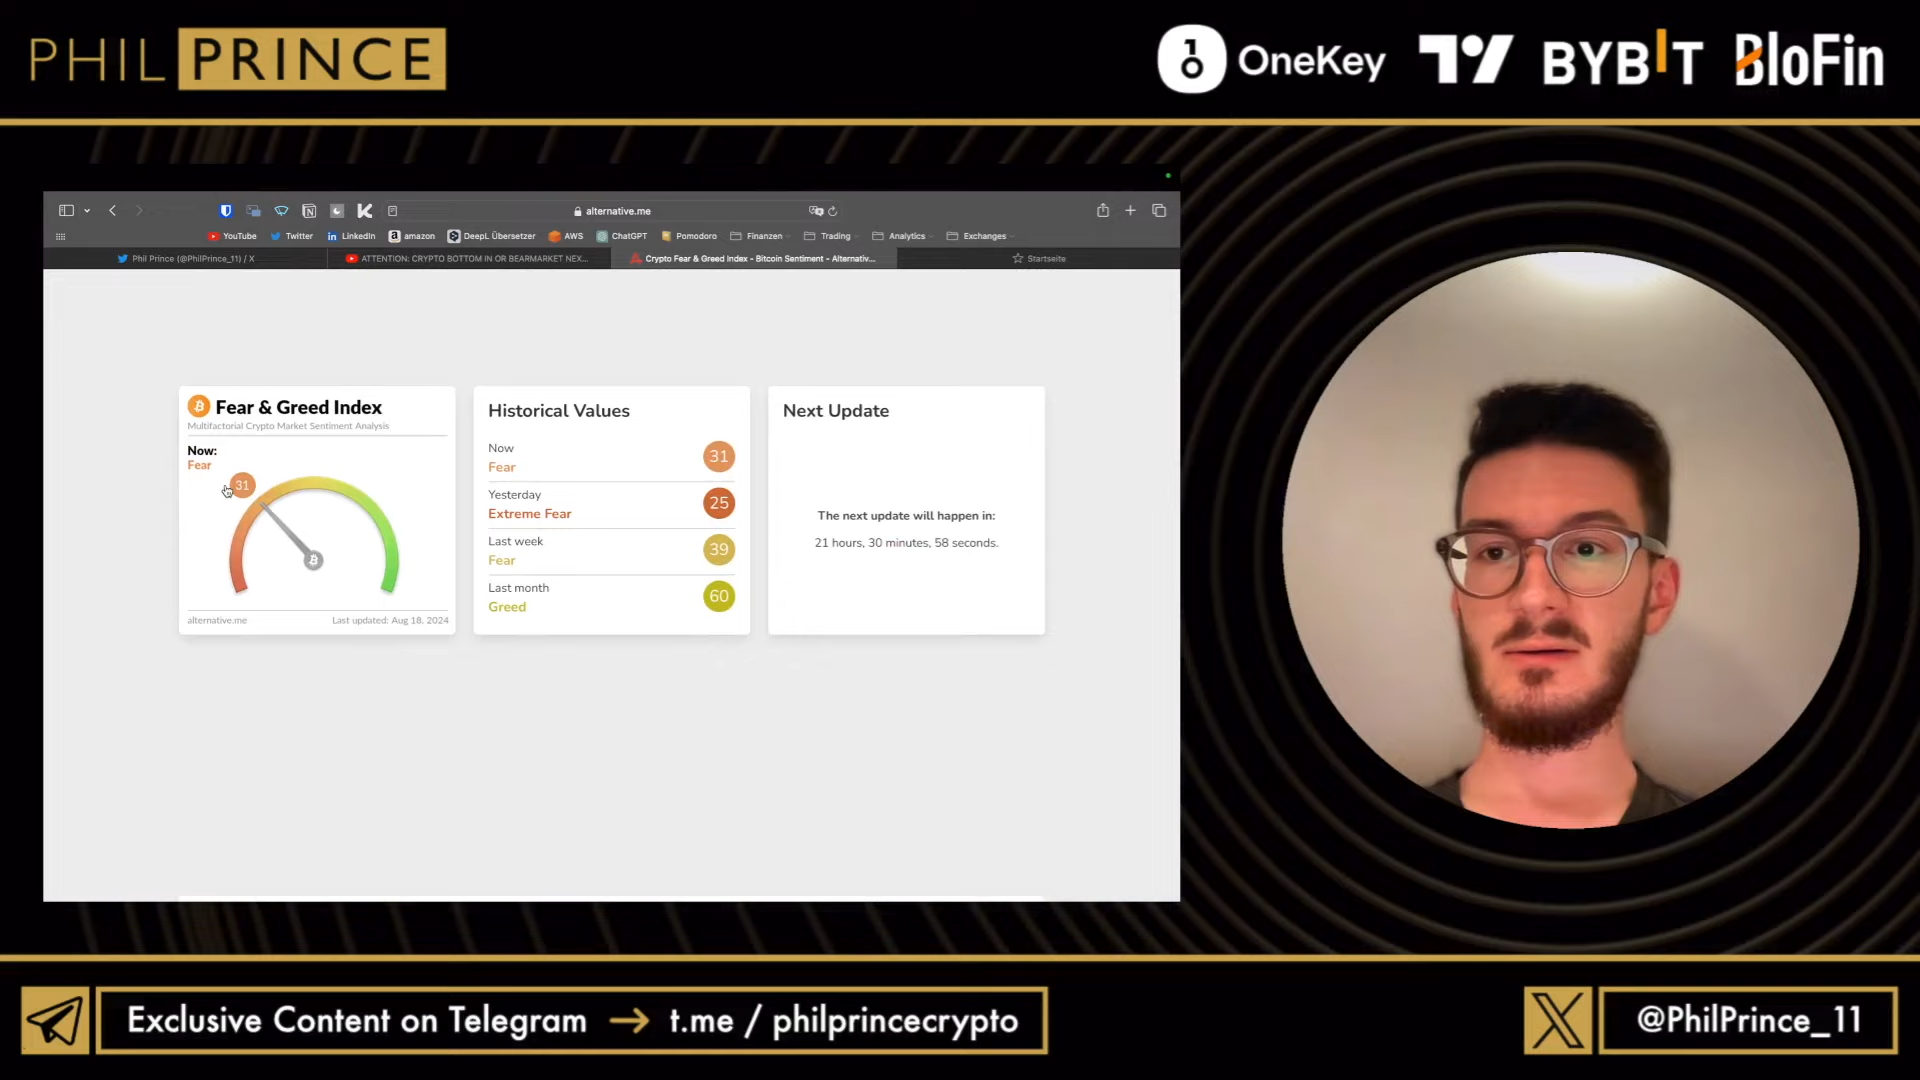 PHIL PRINCE
OneKey BYBIT BloFin
alternative.me
YouTube Twitter LinkedIn amazon DeepL Übersetzer AWS ChatGPT Pomodoro Finanzen Trading Analytics Exchanges
Phil Prince (@PhilPrince_11) / X ATTENTION: CRYPTO BOTTOM IN OR BEARMARKET NEX... Crypto Fear & Greed Index - Bitcoin Sentiment - Alternativ... Startseite
Fear & Greed Index
Multifactorial Crypto Market Sentiment Analysis
Now:
Fear
31
alternative.me Last updated: Aug 18, 2024
Historical Values
Now
Fear 31
Yesterday
Extreme Fear 25
Last week
Fear 39
Last month
Greed 60
Next Update
The next update will happen in:
21 hours, 30 minutes, 58 seconds.
Exclusive Content on Telegram → t.me / philprincecrypto
@PhilPrince_11